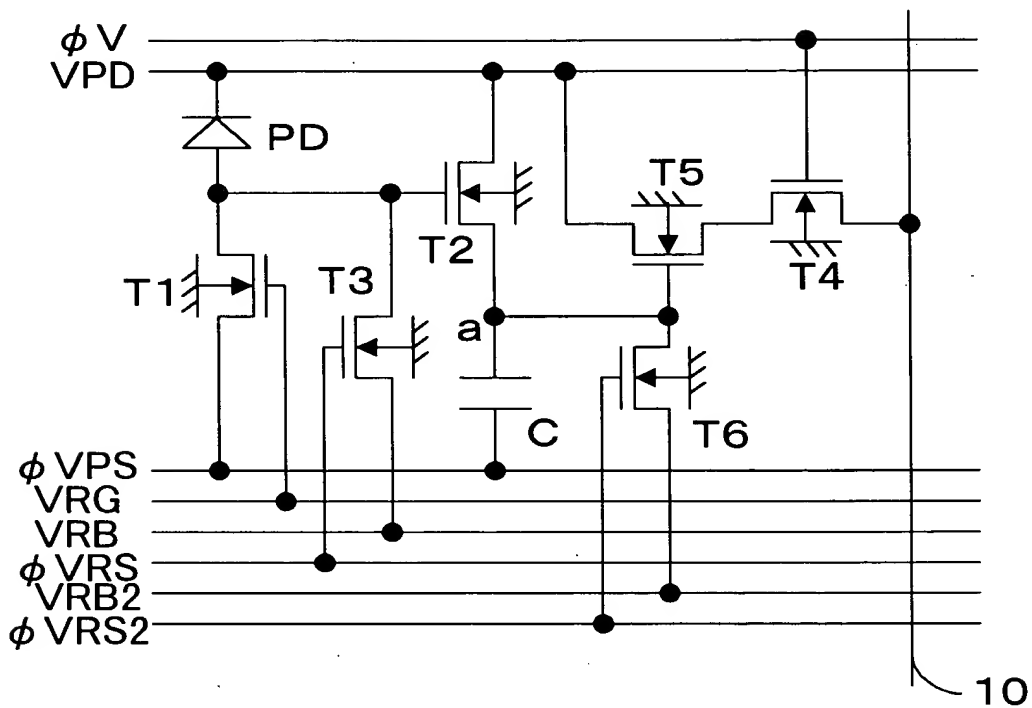 φV
VPD
PD
T5
T2
T4
T1
T3
a
C
T6
φVPS
VRG
VRB
φVRS
VRB2
φVRS2
10